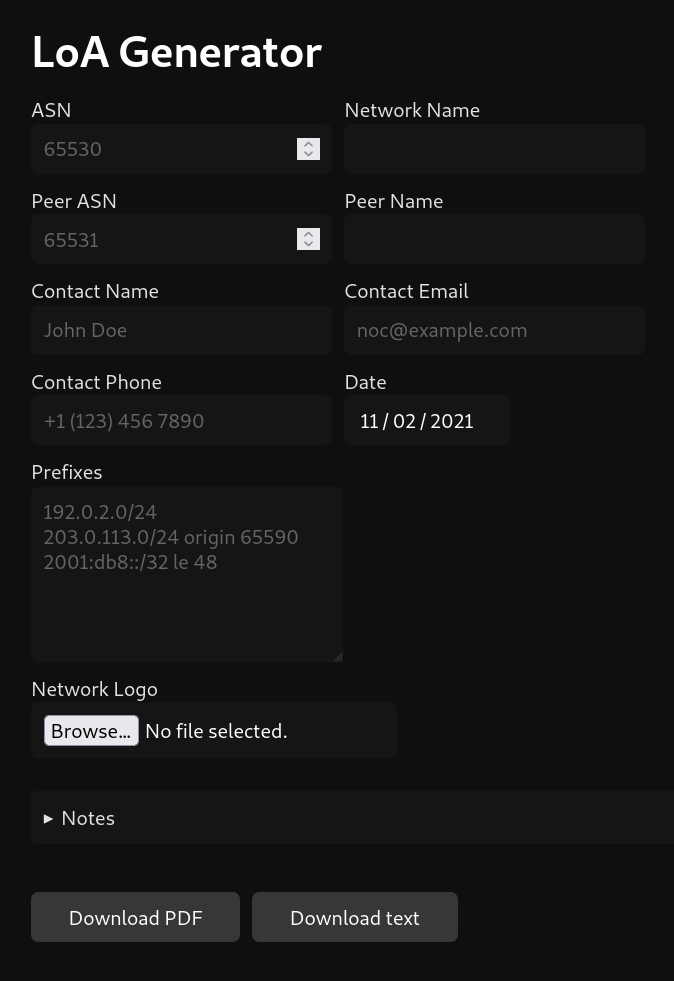 LoA Generator
ASN
Network Name
65530
Peer ASN
Peer Name
65531
Contact Name
Contact Email
John Doe
noc@example.com
Contact Phone
Date
+1 (123) 456 7890
11 / 02 / 2021
Prefixes
192.0.2.0/24
203.0.113.0/24 origin 65590
2001:db8::/32 le 48
Network Logo
Browse... No file selected.
▸ Notes
Download PDF
Download text